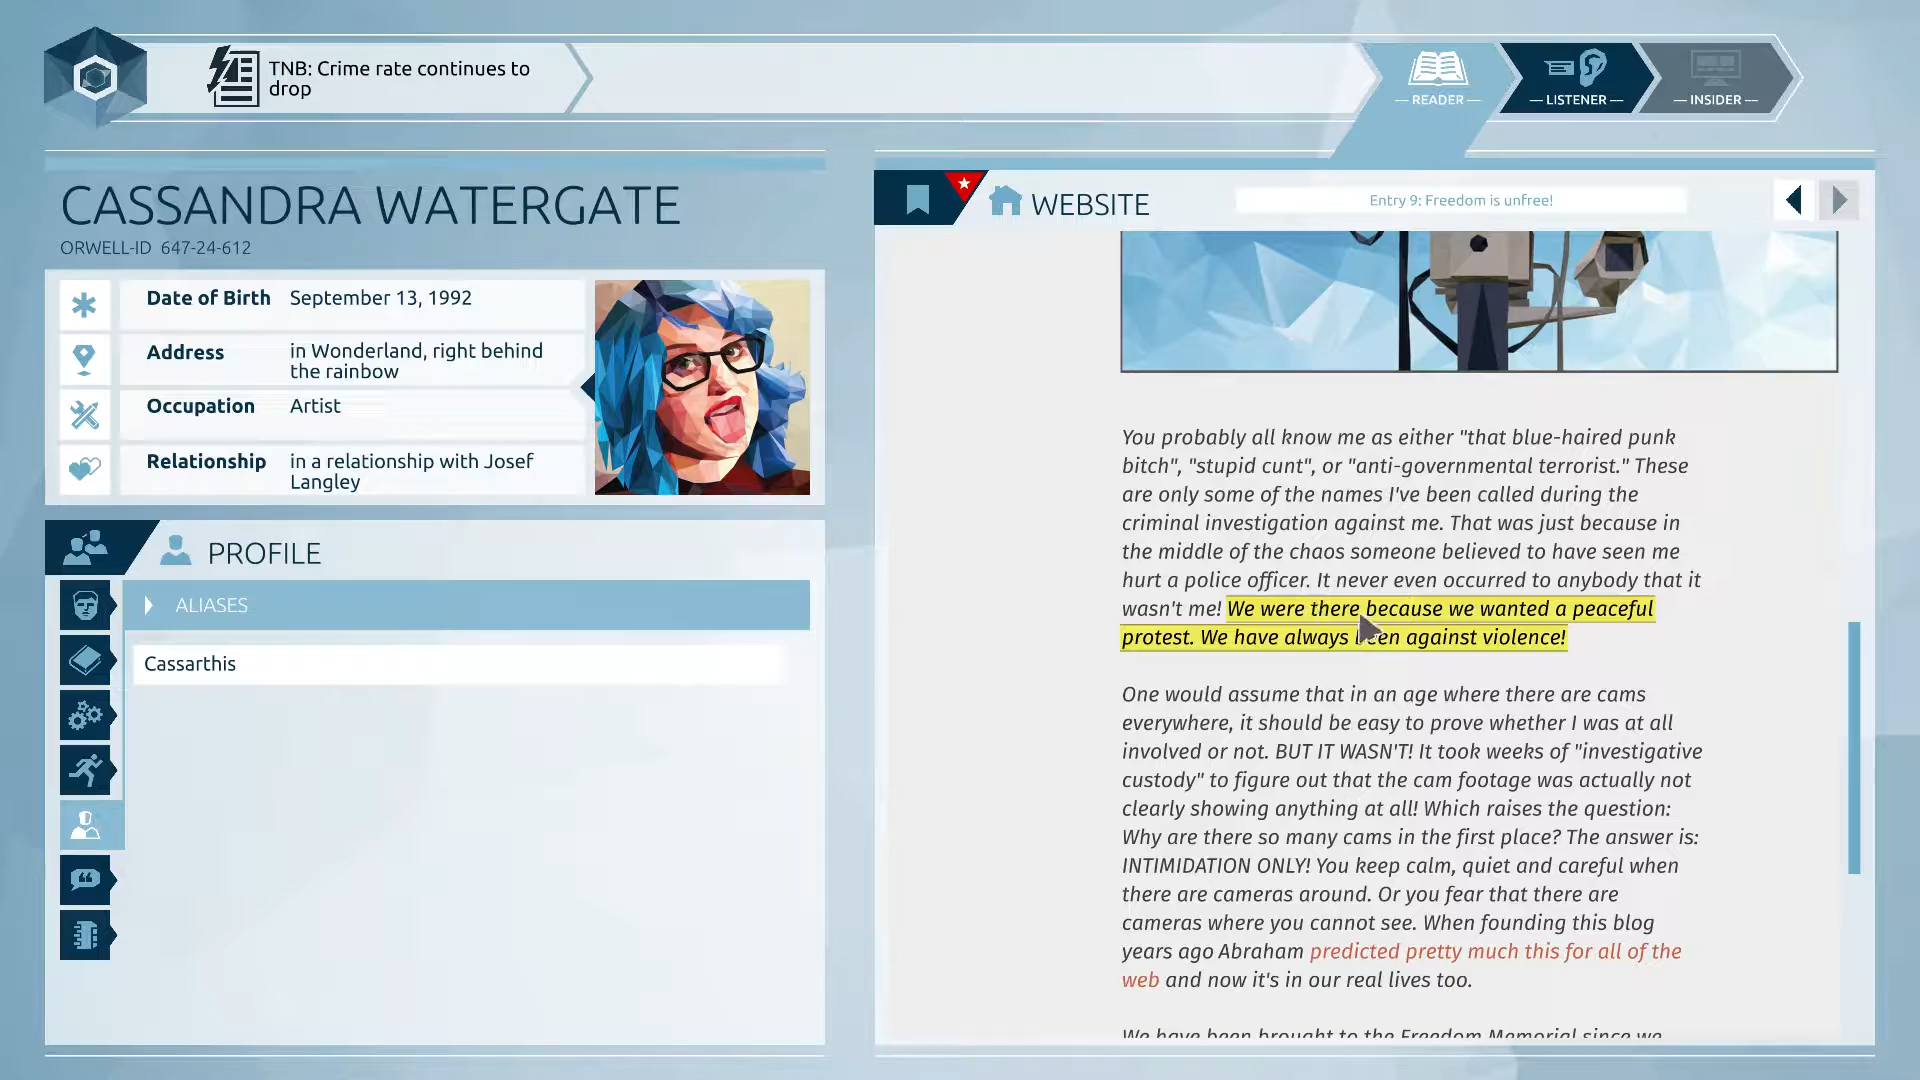 TNB: Crime rate continues to
drop
READER
LISTENER
INSIDER
CASSANDRA WATERGATE
ORWELL-ID 647-24-612
Date of Birth September 13, 1992
Address in Wonderland, right behind
the rainbow
Occupation Artist
Relationship in a relationship with Josef
Langley
PROFILE
ALIASES
Cassarthis
WEBSITE
Entry 9: Freedom is unfree!
You probably all know me as either "that blue-haired punk
bitch", "stupid cunt", or "anti-governmental terrorist." These
are only some of the names I've been called during the
criminal investigation against me. That was just because in
the middle of the chaos someone believed to have seen me
hurt a police officer. It never even occurred to anybody that it
wasn't me! We were there because we wanted a peaceful
protest. We have always been against violence!
One would assume that in an age where there are cams
everywhere, it should be easy to prove whether I was at all
involved or not. BUT IT WASN'T! It took weeks of "investigative
custody" to figure out that the cam footage was actually not
clearly showing anything at all! Which raises the question:
Why are there so many cams in the first place? The answer is:
INTIMIDATION ONLY! You keep calm, quiet and careful when
there are cameras around. Or you fear that there are
cameras where you cannot see. When founding this blog
years ago Abraham predicted pretty much this for all of the
web and now it's in our real lives too.
We have been brought to the Freedom Memorial since we